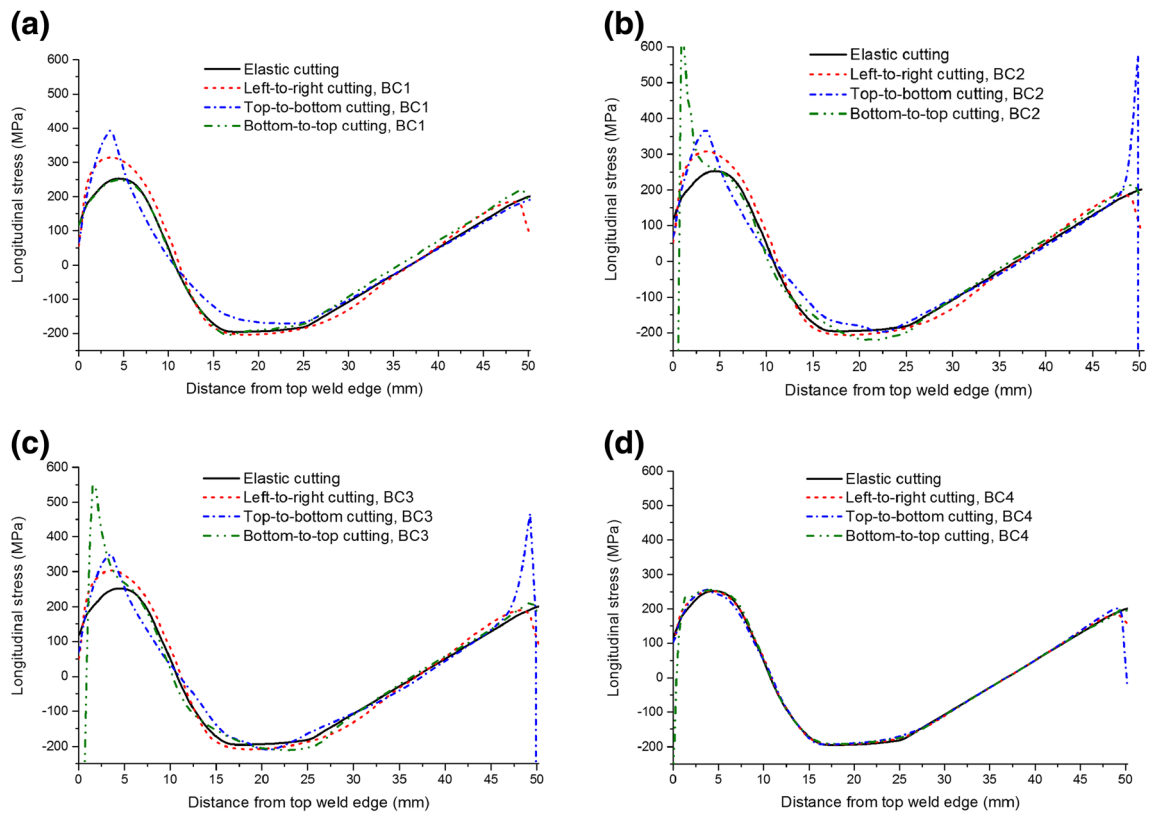 (a)
Longitudinal stress (MPa)
600
500
400
300
200
100
0
-100
-200
Elastic cutting
Left-to-right cutting, BC1
Top-to-bottom cutting, BC1
Bottom-to-top cutting, BC1
0 5 10 15 20 25 30 35 40 45 50
Distance from top weld edge (mm)
(b)
Longitudinal stress (MPa)
600
500
400
300
200
100
0
-100
-200
Elastic cutting
Left-to-right cutting, BC2
Top-to-bottom cutting, BC2
Bottom-to-top cutting, BC2
0 5 10 15 20 25 30 35 40 45 50
Distance from top weld edge (mm)
(c)
Longitudinal stress (MPa)
600
500
400
300
200
100
0
-100
-200
Elastic cutting
Left-to-right cutting, BC3
Top-to-bottom cutting, BC3
Bottom-to-top cutting, BC3
0 5 10 15 20 25 30 35 40 45 50
Distance from top weld edge (mm)
(d)
Longitudinal stress (MPa)
600
500
400
300
200
100
0
-100
-200
Elastic cutting
Left-to-right cutting, BC4
Top-to-bottom cutting, BC4
Bottom-to-top cutting, BC4
0 5 10 15 20 25 30 35 40 45 50
Distance from top weld edge (mm)